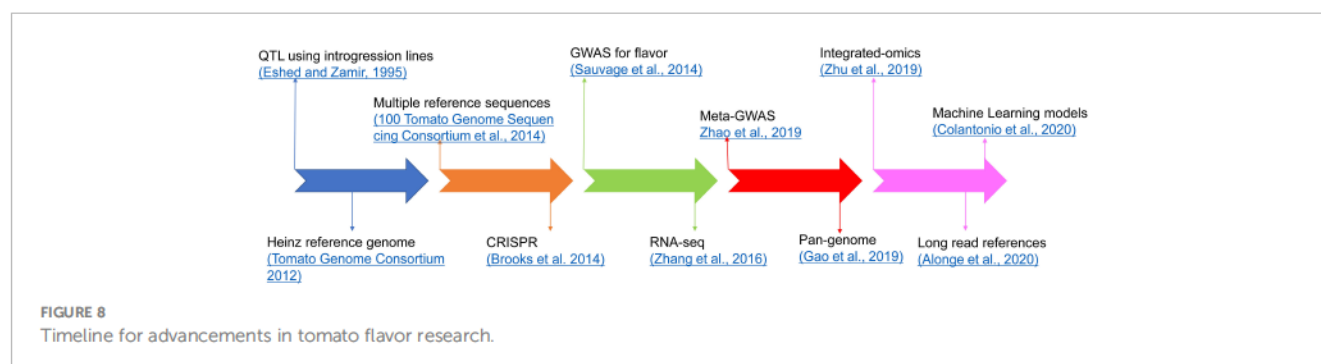 QTL using introgression lines
(Eshed and Zamir, 1995)
Multiple reference sequences
(100 Tomato Genome Sequen
cing Consortium et al., 2014)
GWAS for flavor
(Sauvage et al., 2014)
Meta-GWAS
Zhao et al., 2019
Integrated-omics
(Zhu et al., 2019)
Machine Learning models
(Colantonio et al., 2020)
Heinz reference genome
(Tomato Genome Consortium
2012)
CRISPR
(Brooks et al. 2014)
RNA-seq
(Zhang et al., 2016)
Pan-genome
(Gao et al., 2019)
Long read references
(Alonge et al., 2020)
FIGURE 8
Timeline for advancements in tomato flavor research.